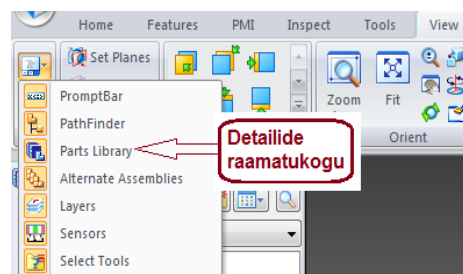 Home Features PMI Inspect Tools View
Set Planes
Zoom Fit
Orient
PromptBar
PathFinder
Parts Library
Alternate Assemblies
Layers
Sensors
Select Tools
Detailide
raamatukogu